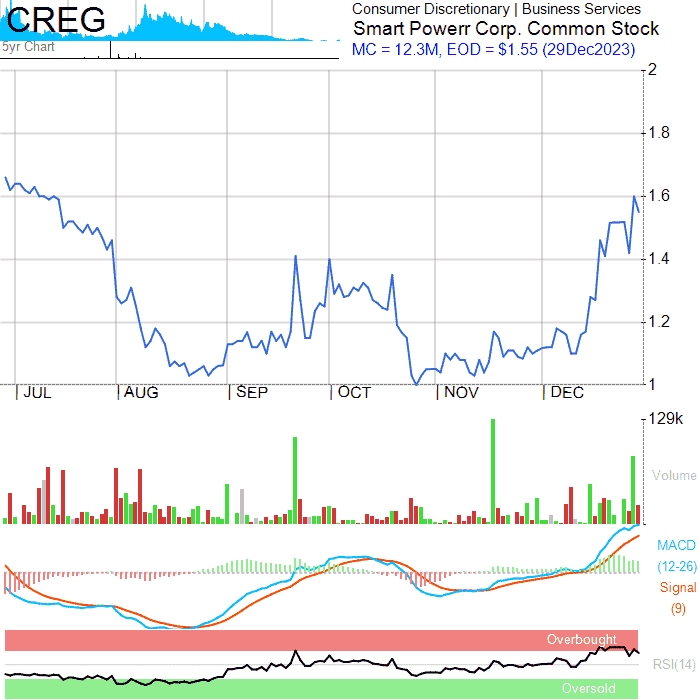 CREG
5yr Chart
Consumer Discretionary | Business Services
Smart Powerr Corp. Common Stock
MC = 12.3M, EOD = $1.55 (29Dec2023)
2
1.8
1.6
1.4
1.2
1
JUL AUG SEP OCT NOV DEC
129k
Volume
MACD
(12-26)
Signal
(9)
Overbought
RSI(14)
Oversold